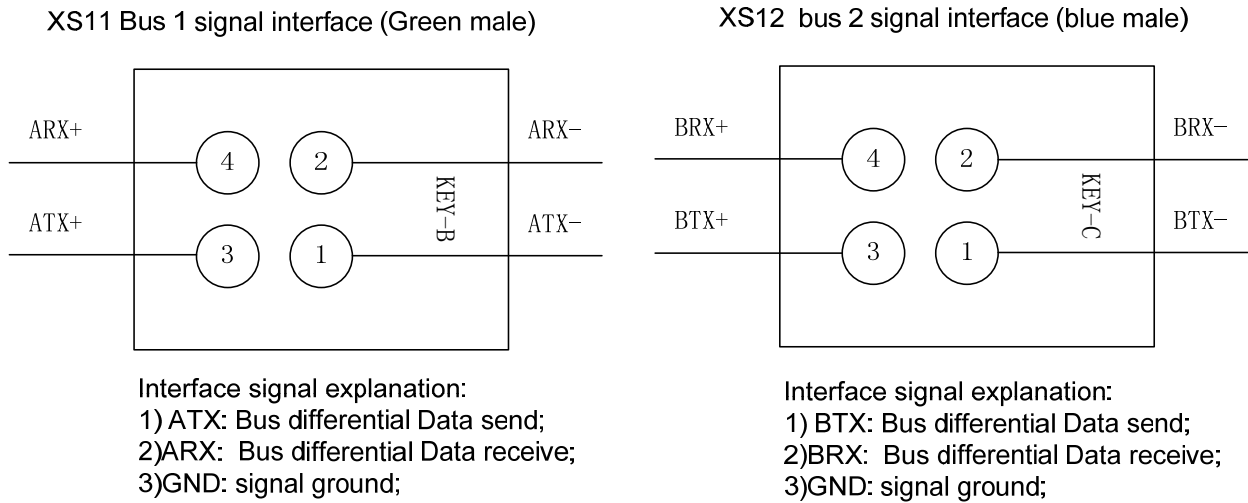 XS11 Bus 1 signal interface (Green male)
ARX+
4
2
ARX-
ATX+
3
1
ATX-
KEY-B
Interface signal explanation:
1) ATX: Bus differential Data send;
2)ARX: Bus differential Data receive;
3)GND: signal ground;
XS12 bus 2 signal interface (blue male)
BRX+
4
2
BRX-
BTX+
3
1
BTX-
KEY-C
Interface signal explanation:
1) BTX: Bus differential Data send;
2)BRX: Bus differential Data receive;
3)GND: signal ground;